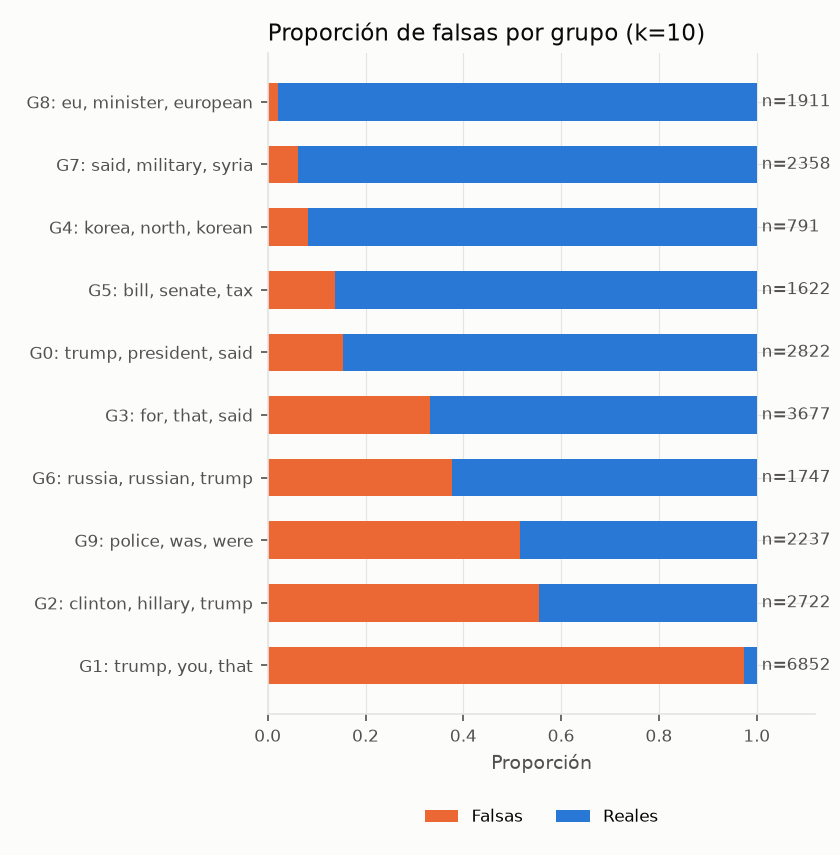 Proporción de falsas por grupo (k=10)
G8: eu, minister, european n=1911
G7: said, military, syria n=2358
G4: korea, north, korean n=791
G5: bill, senate, tax n=1622
G0: trump, president, said n=2822
G3: for, that, said n=3677
G6: russia, russian, trump n=1747
G9: police, was, were n=2237
G2: clinton, hillary, trump n=2722
G1: trump, you, that n=6852
0.0 0.2 0.4 0.6 0.8 1.0
Proporción
Falsas Reales